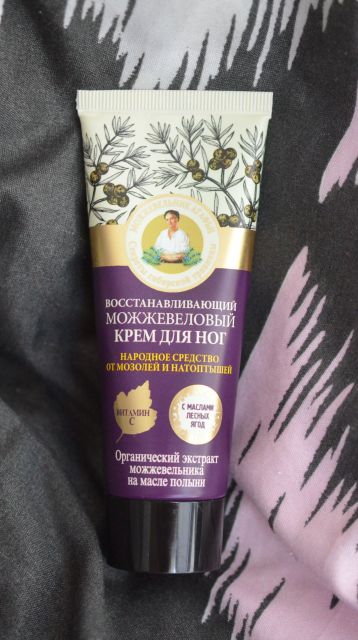 ВОССТАНАВЛИВАЮЩИЙ
МОЖЖЕВЕЛОВЫЙ
КРЕМ ДЛЯ НОГ
НАРОДНОЕ СРЕДСТВО
ОТ МОЗОЛЕЙ И НАТОПТЫШЕЙ
ВИТАМИН
С
С МАСЛАМИ
ЛЕСНЫХ
ЯГОД
Органический экстракт
можжевельника
на масле полыни